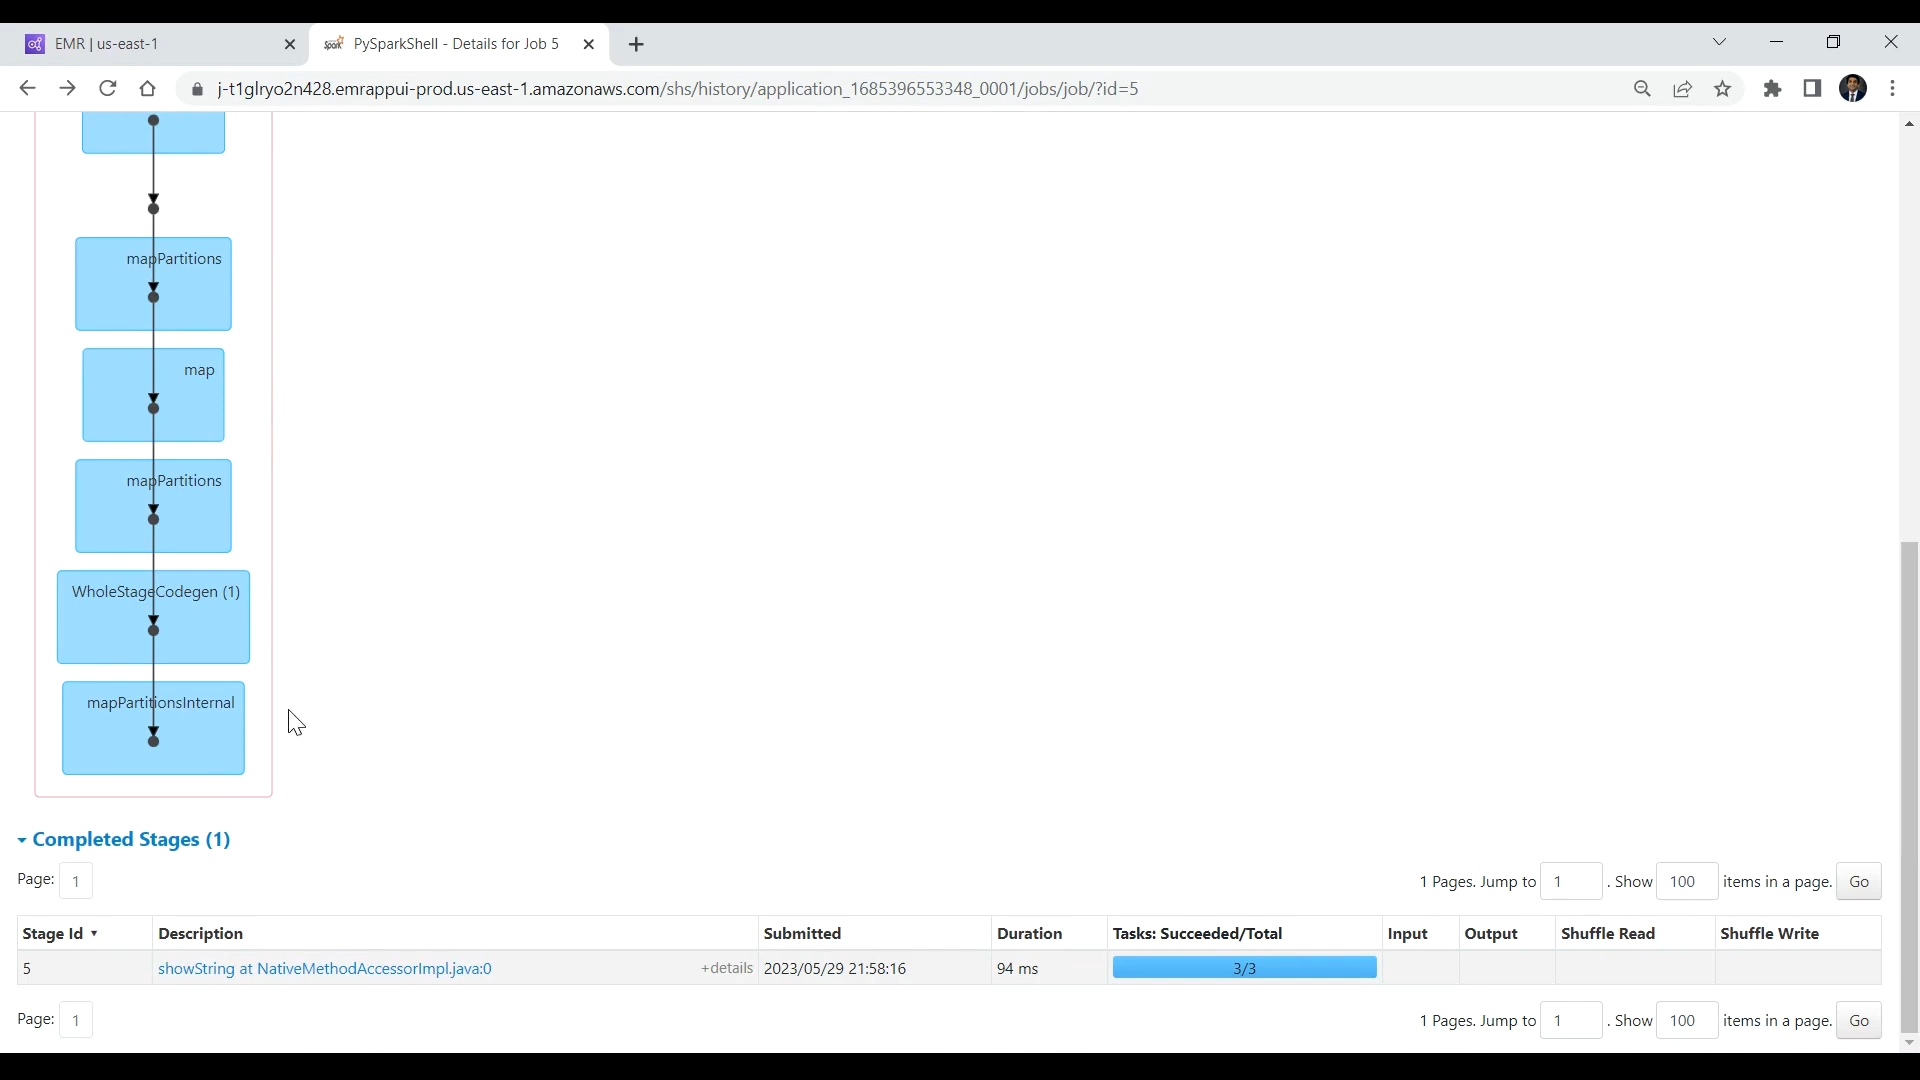 EMR | us-east-1
PySparkShell - Details for Job 5
j-t1glryo2n428.emrappui-prod.us-east-1.amazonaws.com/shs/history/application_1685396553348_0001/jobs/job/?id=5
mapPartitions
map
mapPartitions
WholeStageCodegen (1)
mapPartitionsInternal
Completed Stages (1)
Page: 1
1 Pages. Jump to 1 . Show 100 items in a page. Go
Stage Id ▾ Description Submitted Duration Tasks: Succeeded/Total Input Output Shuffle Read Shuffle Write
5 showString at NativeMethodAccessorImpl.java:0 +details 2023/05/29 21:58:16 94 ms 3/3
Page: 1
1 Pages. Jump to 1 . Show 100 items in a page. Go